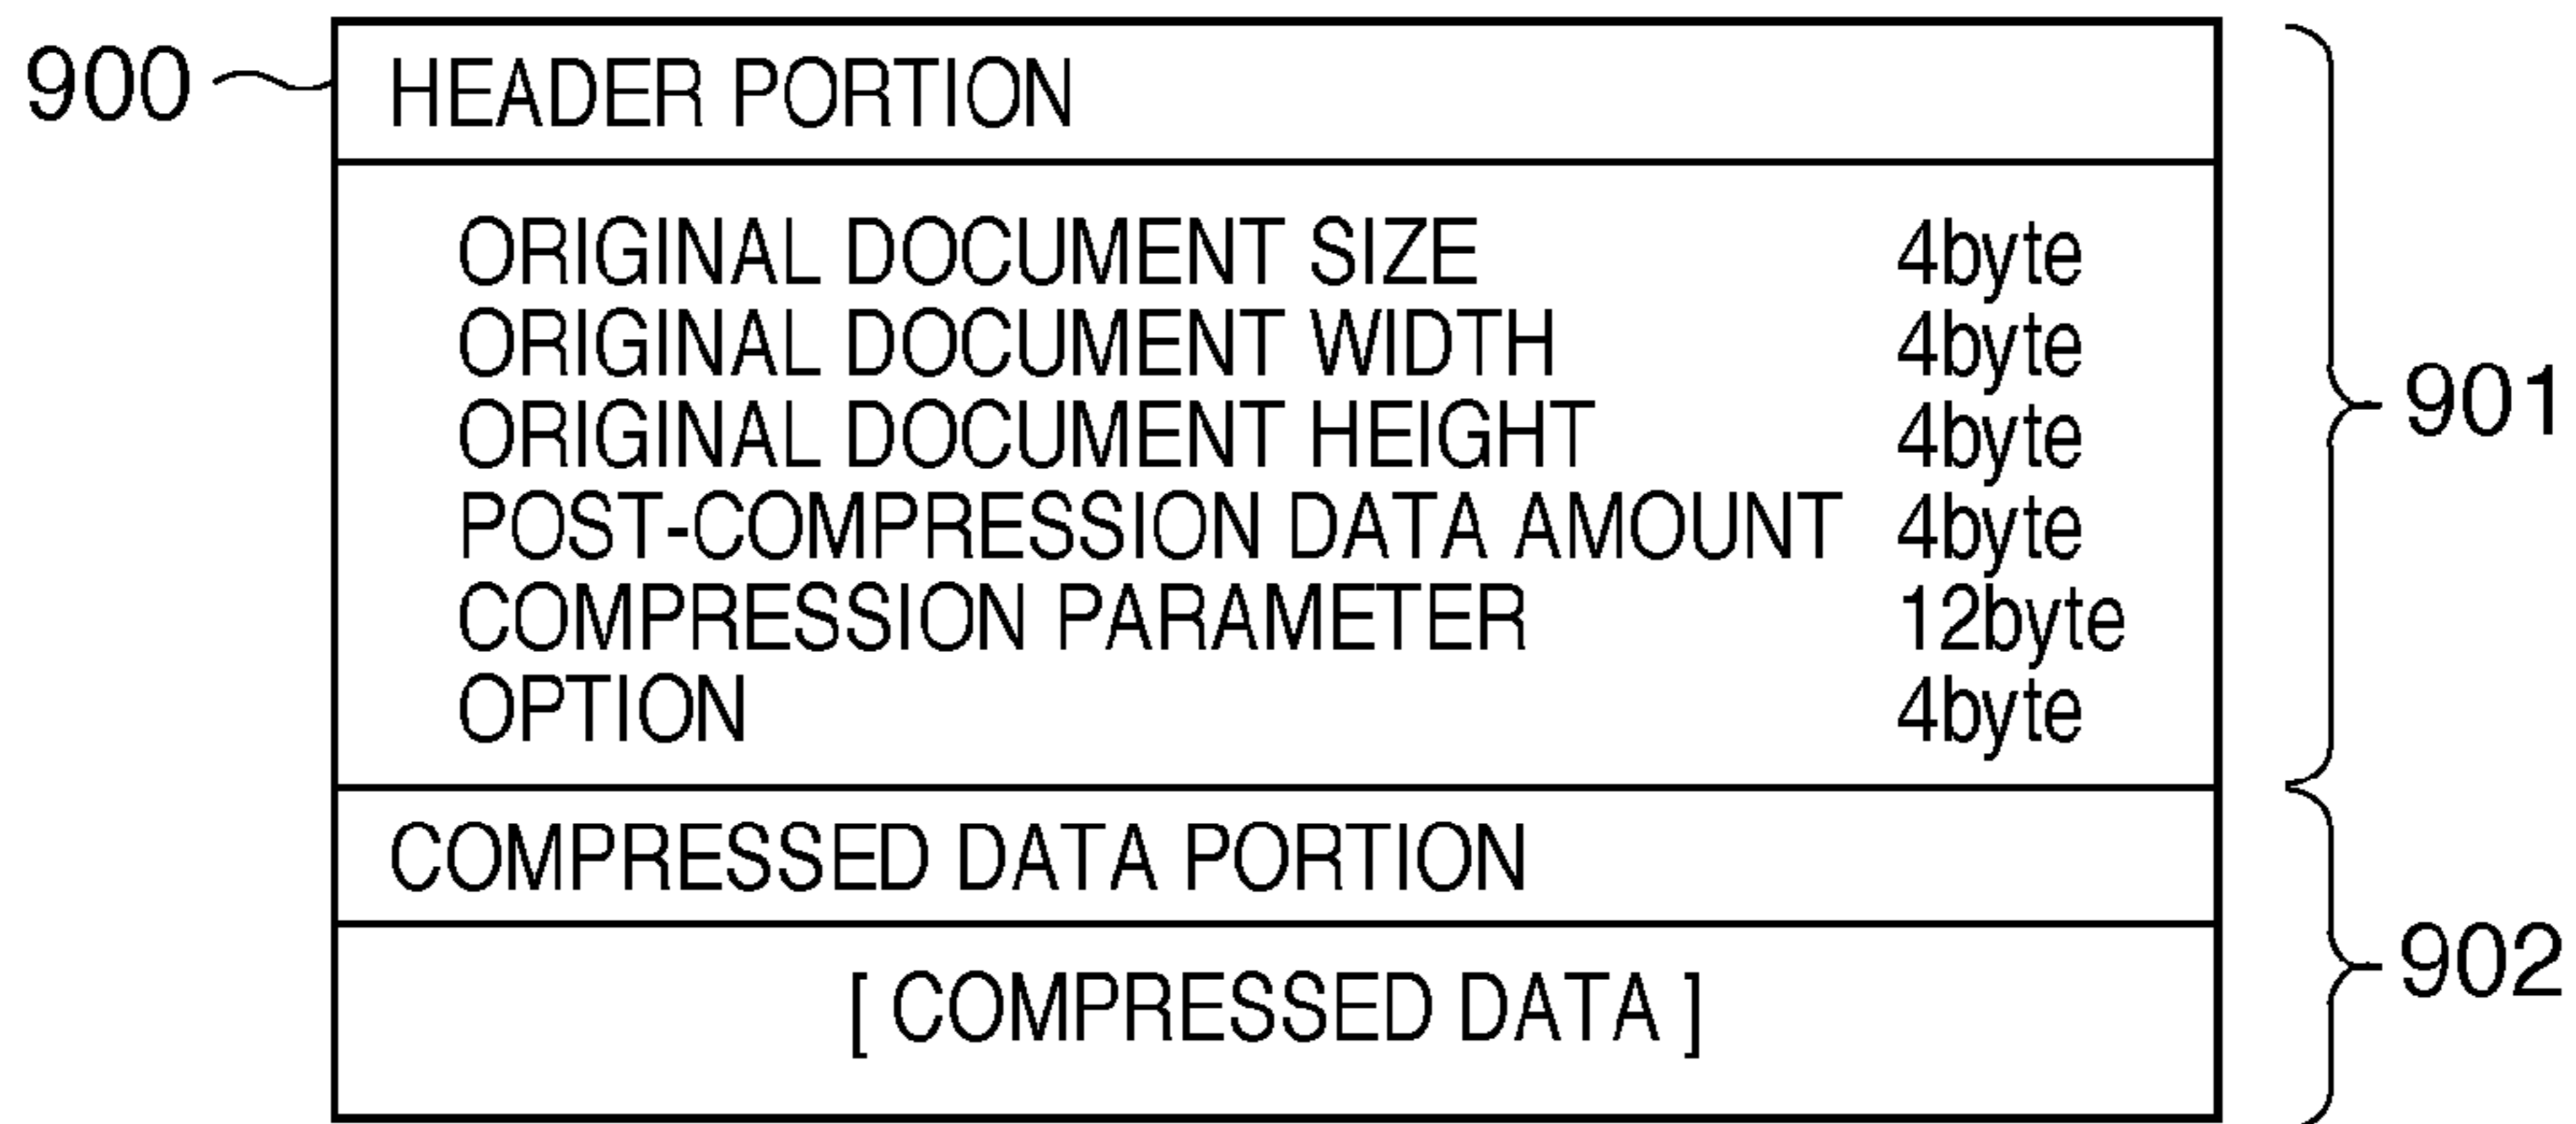 900 HEADER PORTION
ORIGINAL DOCUMENT SIZE 4byte
ORIGINAL DOCUMENT WIDTH 4byte
ORIGINAL DOCUMENT HEIGHT 4byte
901
POST-COMPRESSION DATA AMOUNT 4byte
COMPRESSION PARAMETER 12byte
OPTION 4byte
COMPRESSED DATA PORTION
902
[ COMPRESSED DATA ]